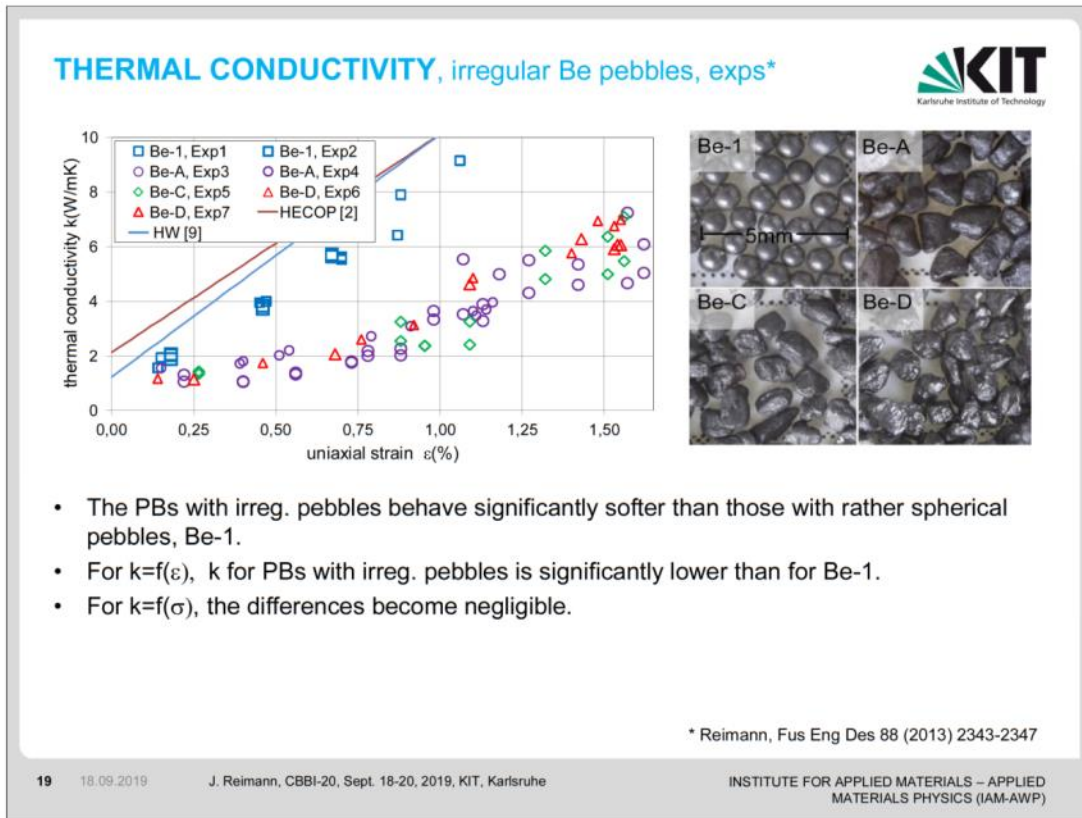 THERMAL CONDUCTIVITY, irregular Be pebbles, exps*
KIT
Karlsruhe Institute of Technology
thermal conductivity k(W/mK)
10
8
6
4
2
0
Be-1, Exp1
Be-1, Exp2
Be-A, Exp3
Be-A, Exp4
Be-C, Exp5
Be-D, Exp6
Be-D, Exp7
HECOP [2]
HW [9]
0,00
0,25
0,50
0,75
1,00
1,25
1,50
uniaxial strain ε(%)
Be-1
Be-A
5mm
Be-C
Be-D
• The PBs with irreg. pebbles behave significantly softer than those with rather spherical
pebbles, Be-1.
• For k=f(ε), k for PBs with irreg. pebbles is significantly lower than for Be-1.
• For k=f(σ), the differences become negligible.
* Reimann, Fus Eng Des 88 (2013) 2343-2347
19
18.09.2019
J. Reimann, CBBI-20, Sept. 18-20, 2019, KIT, Karlsruhe
INSTITUTE FOR APPLIED MATERIALS – APPLIED
MATERIALS PHYSICS (IAM-AWP)